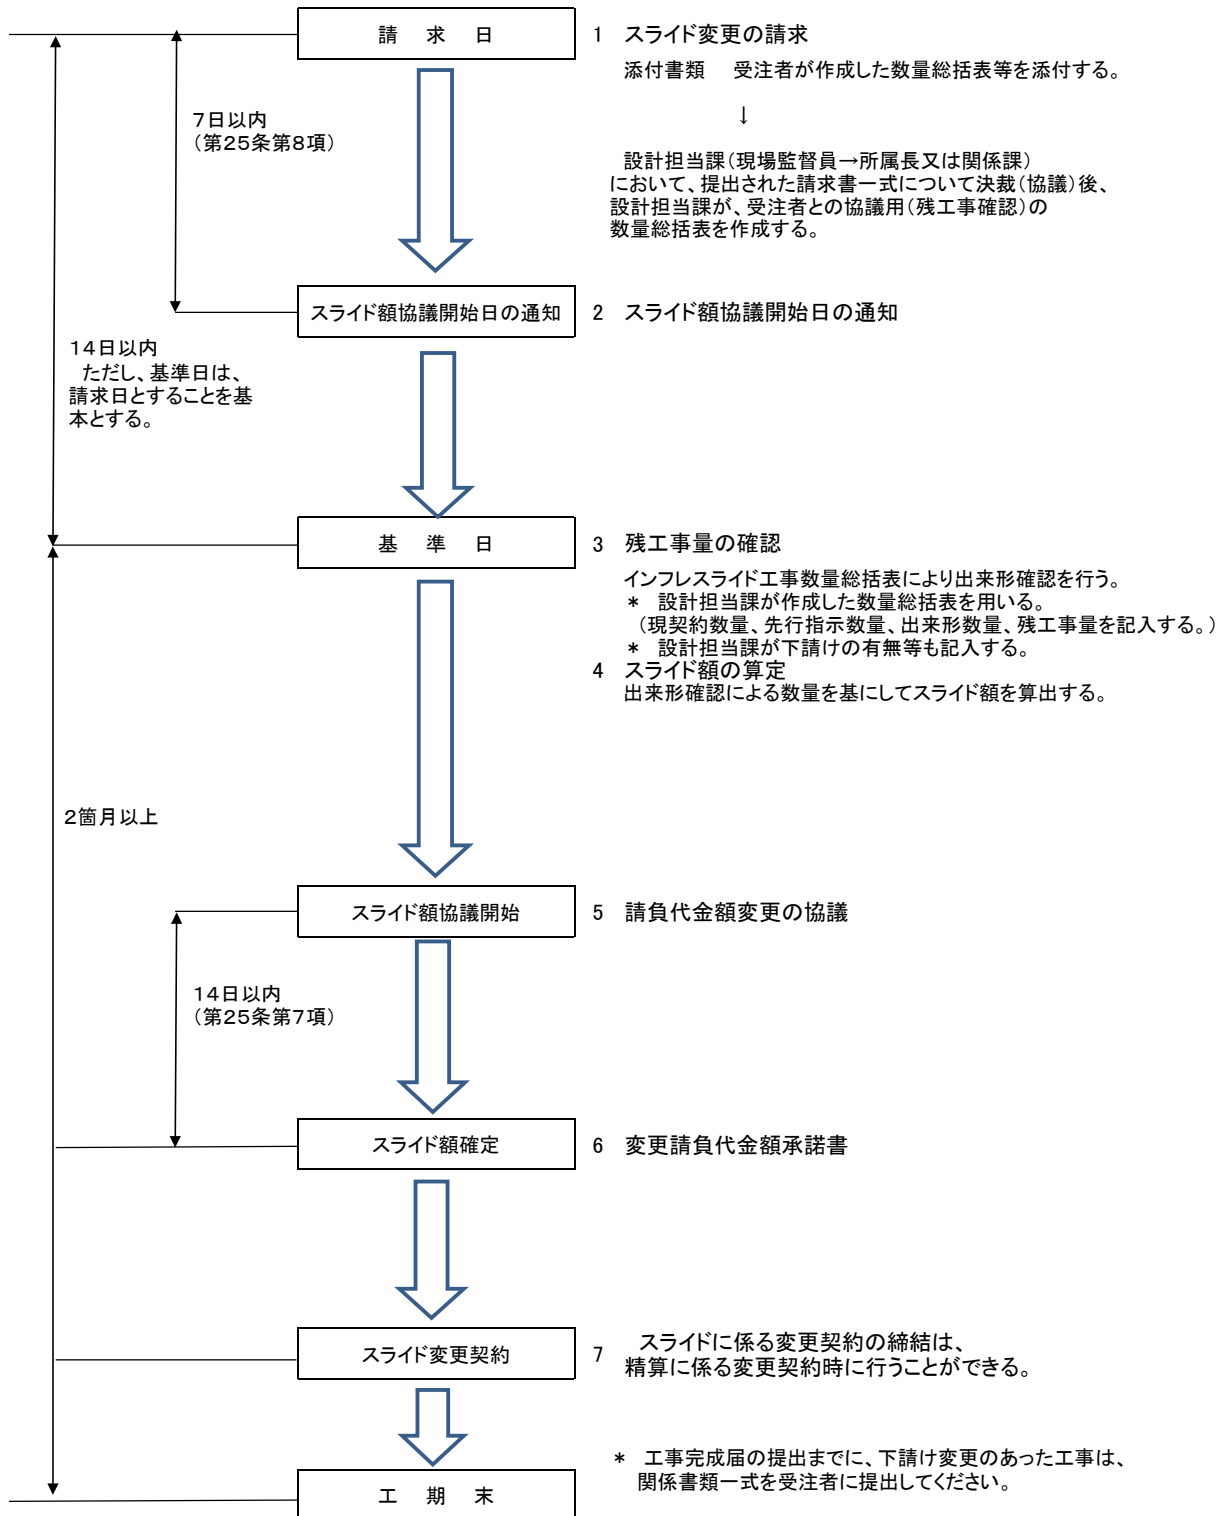 請　求　日
1　スライド変更の請求
添付書類　受注者が作成した数量総括表等を添付する。
↓
設計担当課（現場監督員→所属長又は関係課）
において、提出された請求書一式について決裁（協議）後、
設計担当課が、受注者との協議用（残工事確認）の
数量総括表を作成する。
7日以内
（第25条第8項）
スライド額協議開始日の通知
2　スライド額協議開始日の通知
14日以内
ただし、基準日は、
請求日とすることを基
本とする。
基　準　日
3　残工事量の確認
インフレスライド工事数量総括表により出来形確認を行う。
＊　設計担当課が作成した数量総括表を用いる。
（現契約数量、先行指示数量、出来形数量、残工事量を記入する。）
＊　設計担当課が下請けの有無等も記入する。
4　スライド額の算定
出来形確認による数量を基にしてスライド額を算出する。
2箇月以上
スライド額協議開始
5　請負代金額変更の協議
14日以内
（第25条第7項）
スライド額確定
6　変更請負代金額承諾書
スライド変更契約
7　スライドに係る変更契約の締結は、
精算に係る変更契約時に行うことができる。
＊　工事完成届の提出までに、下請け変更のあった工事は、
関係書類一式を受注者に提出してください。
工　期　末